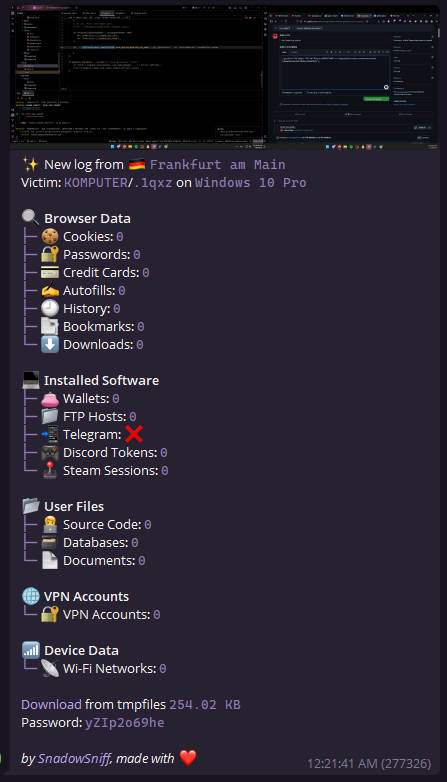 ✨ New log from 🇩🇪 Frankfurt am Main
Victim: KOMPUTER/.1qxz on Windows 10 Pro
🔍 Browser Data
├─ 🍪 Cookies: 0
├─ 🔐 Passwords: 0
├─ 💳 Credit Cards: 0
├─ ✍️ Autofills: 0
├─ 🕘 History: 0
├─ 📑 Bookmarks: 0
└─ ⬇️ Downloads: 0
💻 Installed Software
├─ 👛 Wallets: 0
├─ 📁 FTP Hosts: 0
├─ 📲 Telegram: ❌
├─ 🎮 Discord Tokens: 0
└─ 🕹️ Steam Sessions: 0
📂 User Files
├─ 👨‍💻 Source Code: 0
├─ 🗃️ Databases: 0
└─ 📄 Documents: 0
🌐 VPN Accounts
└─ 🔐 VPN Accounts: 0
📶 Device Data
└─ 📡 Wi-Fi Networks: 0
Download from tmpfiles 254.02 KB
Password: yZIp2o69he
by SnadowSniff, made with ❤️
12:21:41 AM (277326)